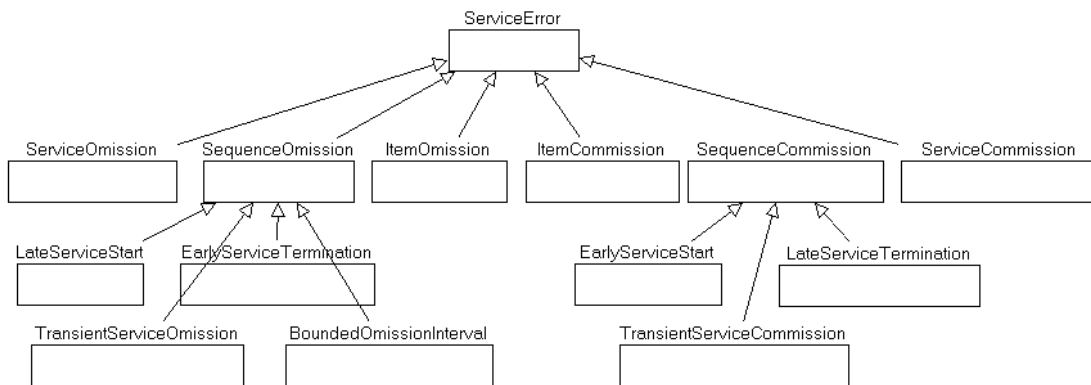 ServiceError
ServiceOmission SequenceOmission ItemOmission ItemCommission SequenceCommission ServiceCommission
LateServiceStart EarlyServiceTermination EarlyServiceStart LateServiceTermination
TransientServiceOmission BoundedOmissionInterval TransientServiceCommission